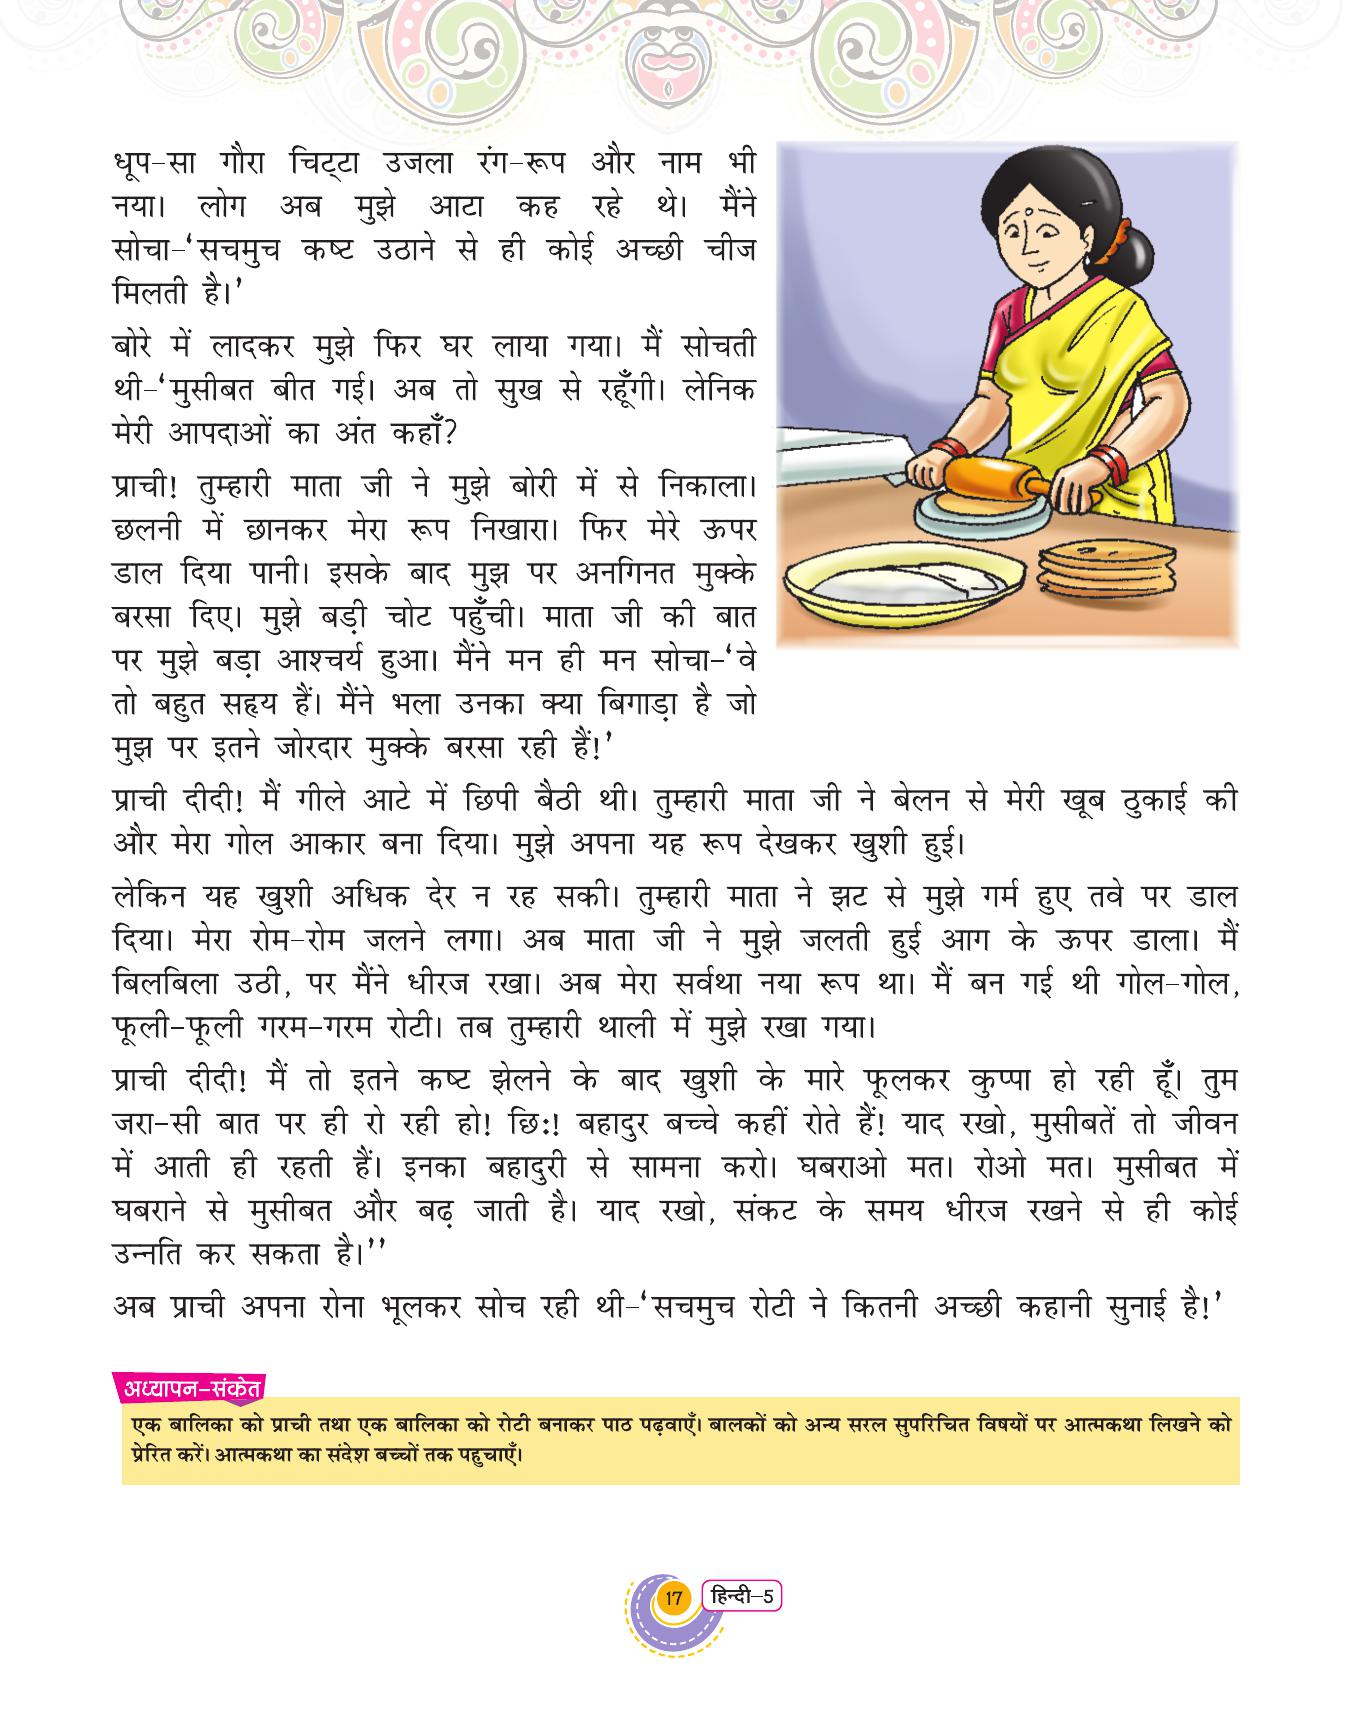 धूप-सा गौरा चिट्टा उजला रंग-रूप और नाम भी
नया। लोग अब मुझे आटा कह रहे थे। मैंने
सोचा-‘सचमुच कष्ट उठाने से ही कोई अच्छी चीज
मिलती है।’
बोरे में लादकर मुझे फिर घर लाया गया। मैं सोचती
थी-‘मुसीबत बीत गई। अब तो सुख से रहूँगी। लेनिक
मेरी आपदाओं का अंत कहाँ?
प्राची! तुम्हारी माता जी ने मुझे बोरी में से निकाला।
छलनी में छानकर मेरा रूप निखारा। फिर मेरे ऊपर
डाल दिया पानी। इसके बाद मुझ पर अनगिनत मुक्के
बरसा दिए। मुझे बड़ी चोट पहुँची। माता जी की बात
पर मुझे बड़ा आश्चर्य हुआ। मैंने मन ही मन सोचा-‘वे
तो बहुत सहृय हैं। मैंने भला उनका क्या बिगाड़ा है जो
मुझ पर इतने जोरदार मुक्के बरसा रही हैं!’
प्राची दीदी! मैं गीले आटे में छिपी बैठी थी। तुम्हारी माता जी ने बेलन से मेरी खूब ठुकाई की
और मेरा गोल आकार बना दिया। मुझे अपना यह रूप देखकर खुशी हुई।
लेकिन यह खुशी अधिक देर न रह सकी। तुम्हारी माता ने झट से मुझे गर्म हुए तवे पर डाल
दिया। मेरा रोम-रोम जलने लगा। अब माता जी ने मुझे जलती हुई आग के ऊपर डाला। मैं
बिलबिला उठी, पर मैंने धीरज रखा। अब मेरा सर्वथा नया रूप था। मैं बन गई थी गोल-गोल,
फूली-फूली गरम-गरम रोटी। तब तुम्हारी थाली में मुझे रखा गया।
प्राची दीदी! मैं तो इतने कष्ट झेलने के बाद खुशी के मारे फूलकर कुप्पा हो रही हूँ। तुम
जरा-सी बात पर ही रो रही हो! छि:! बहादुर बच्चे कहीं रोते हैं! याद रखो, मुसीबतें तो जीवन
में आती ही रहती हैं। इनका बहादुरी से सामना करो। घबराओ मत। रोओ मत। मुसीबत में
घबराने से मुसीबत और बढ़ जाती है। याद रखो, संकट के समय धीरज रखने से ही कोई
उन्नति कर सकता है।’’
अब प्राची अपना रोना भूलकर सोच रही थी-‘सचमुच रोटी ने कितनी अच्छी कहानी सुनाई है!’
अध्यापन-संकेत
एक बालिका को प्राची तथा एक बालिका को रोटी बनाकर पाठ पढ़वाएँ। बालकों को अन्य सरल सुपरिचित विषयों पर आत्मकथा लिखने को
प्रेरित करें। आत्मकथा का संदेश बच्चों तक पहुचाएँ।
17 हिन्दी-5